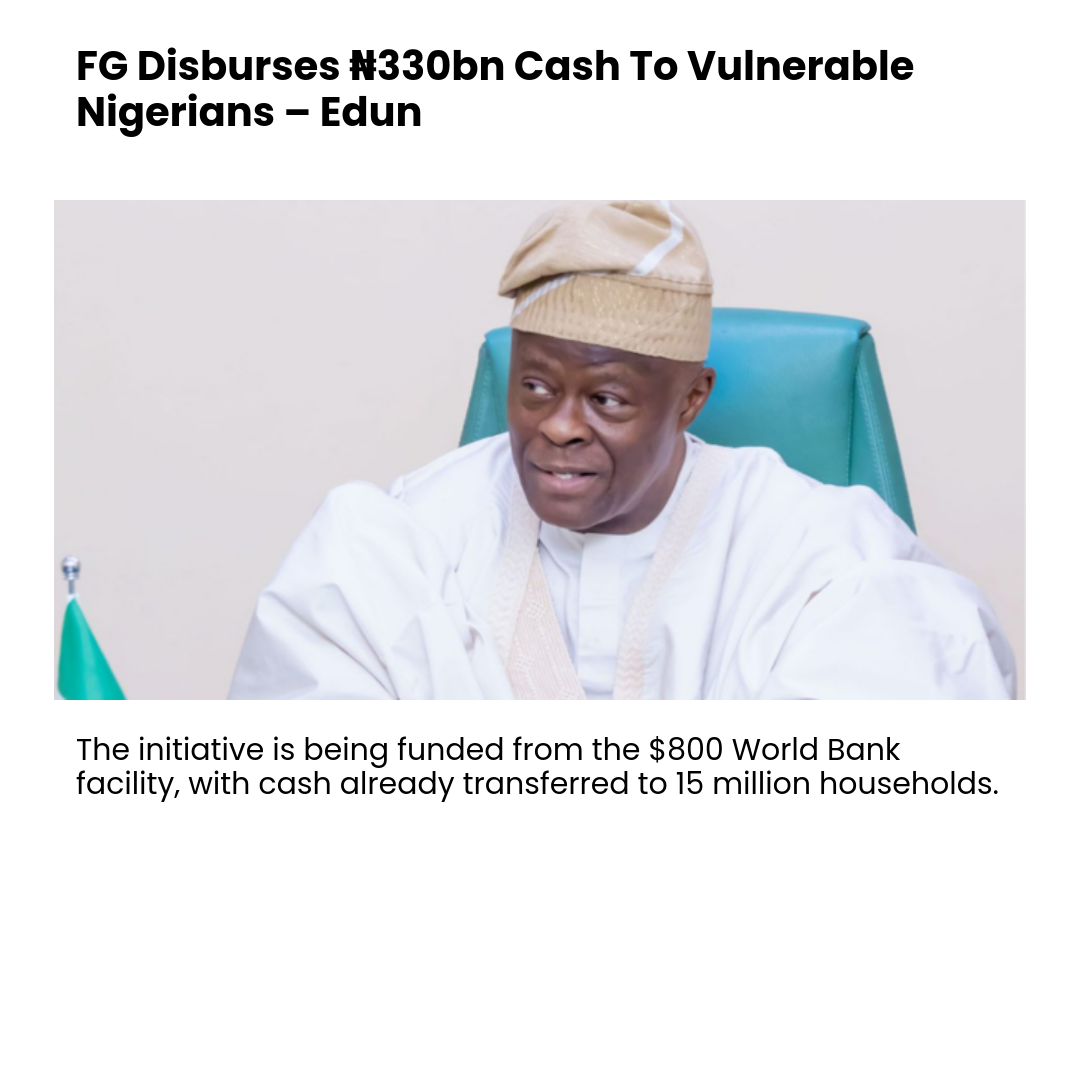 FG Disburses ₦330bn Cash To Vulnerable
Nigerians – Edun
The initiative is being funded from the $800 World Bank
facility, with cash already transferred to 15 million households.